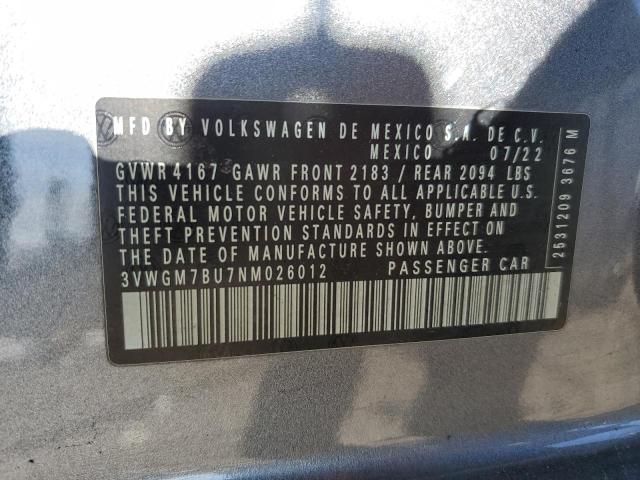 MFD BY VOLKSWAGEN DE MEXICO S.A. DE C.V.
MEXICO 07/22
GVWR 4167 GAWR FRONT 2183 / REAR 2094 LBS
THIS VEHICLE CONFORMS TO ALL APPLICABLE U.S.
FEDERAL MOTOR VEHICLE SAFETY, BUMPER AND
THEFT PREVENTION STANDARDS IN EFFECT ON
THE DATE OF MANUFACTURE SHOWN ABOVE.
3VWGM7BU7NM026012 PASSENGER CAR
2531209 3676 M